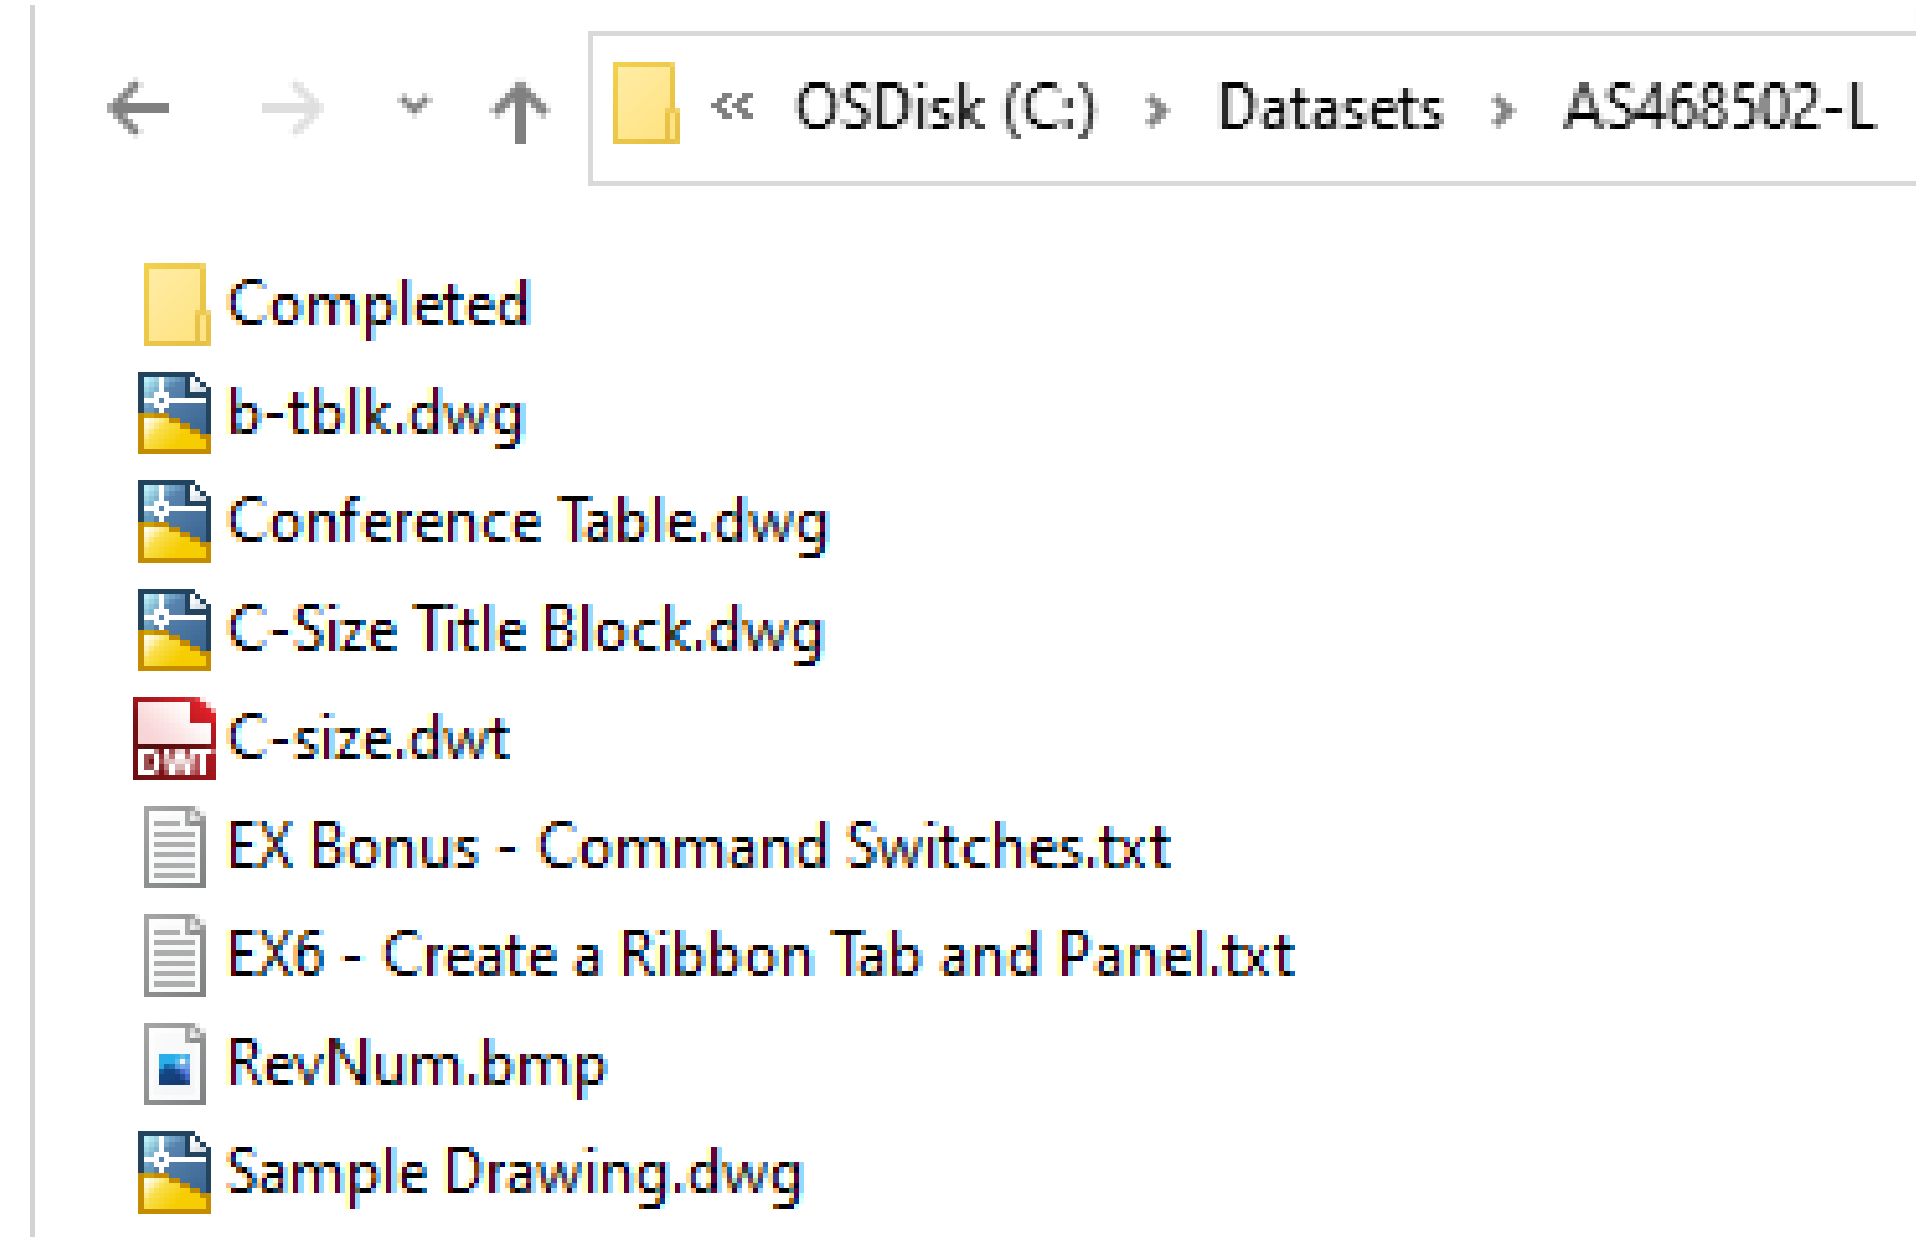 « OSDisk (C:) › Datasets › AS468502-L
Completed
b-tblk.dwg
Conference Table.dwg
C-Size Title Block.dwg
DWT C-size.dwt
EX Bonus - Command Switches.txt
EX6 - Create a Ribbon Tab and Panel.txt
RevNum.bmp
Sample Drawing.dwg